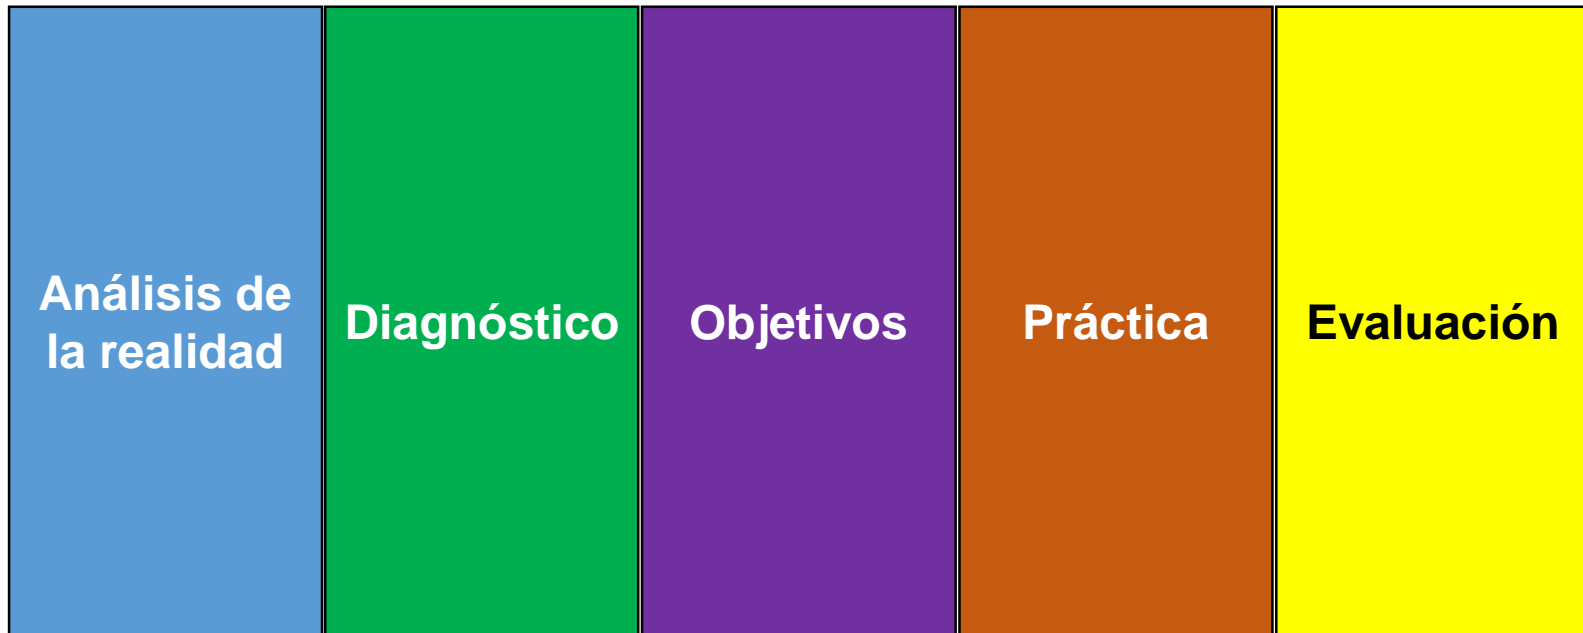 Análisis de
la realidad
Diagnóstico
Objetivos
Práctica
Evaluación